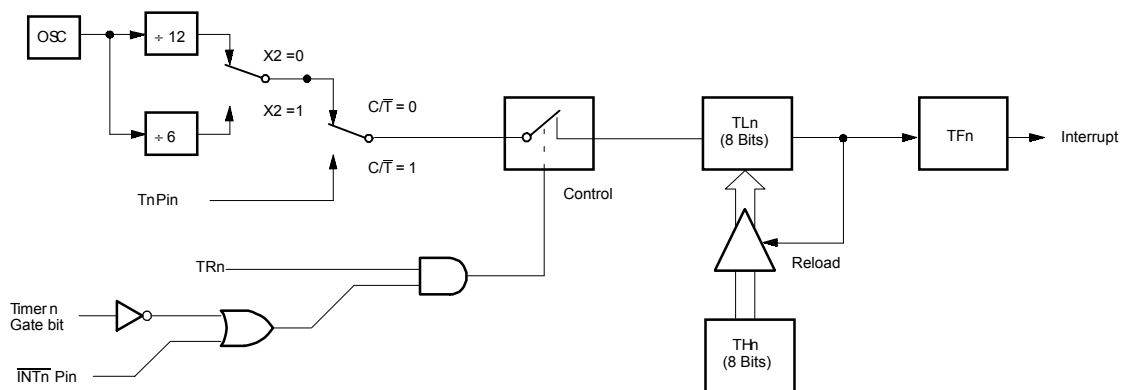 OSC
÷ 12
X2 =0
X2 =1
÷ 6
C/T̅ = 0
C/T̅ = 1
TnPin
Control
TLn
(8 Bits)
TFn
Interrupt
TRn
Reload
Timer n
Gate bit
I̅N̅T̅n̅ Pin
THn
(8 Bits)